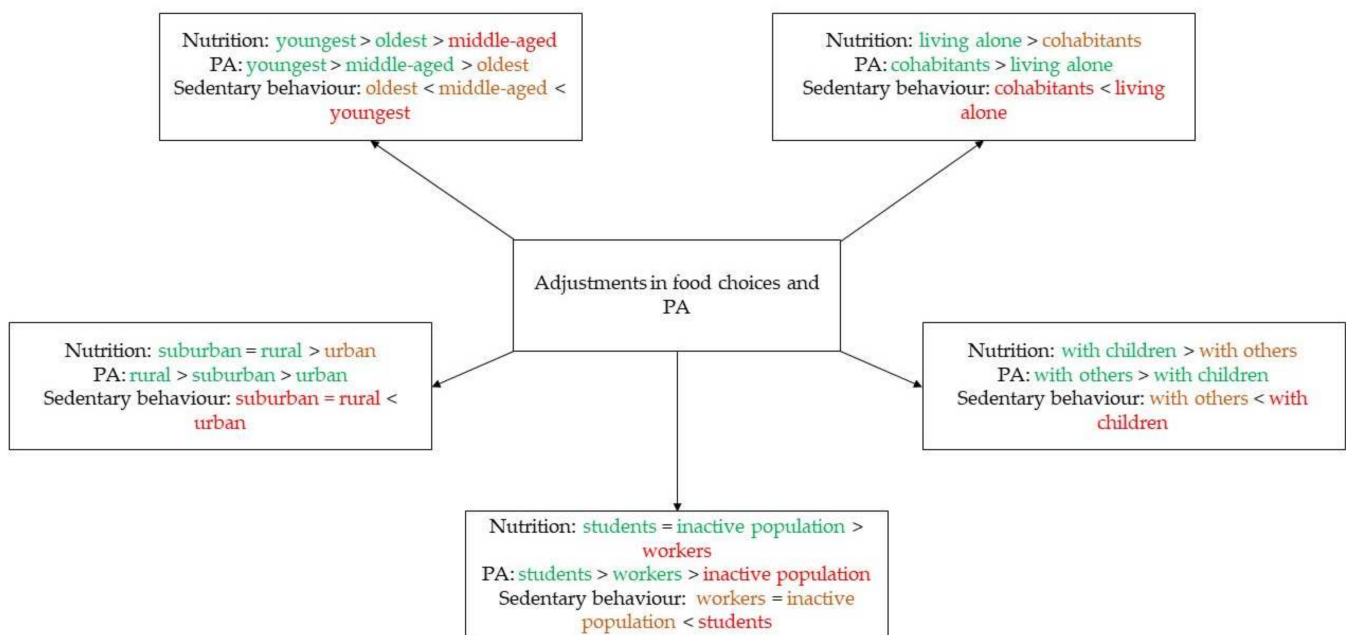 Nutrition: youngest > oldest > middle-aged
PA: youngest > middle-aged > oldest
Sedentary behaviour: oldest < middle-aged <
youngest
Nutrition: living alone > cohabitants
PA: cohabitants > living alone
Sedentary behaviour: cohabitants < living
alone
Adjustments in food choices and
PA
Nutrition: suburban = rural > urban
PA: rural > suburban > urban
Sedentary behaviour: suburban = rural <
urban
Nutrition: with children > with others
PA: with others > with children
Sedentary behaviour: with others < with
children
Nutrition: students = inactive population >
workers
PA: students > workers > inactive population
Sedentary behaviour: workers = inactive
population < students